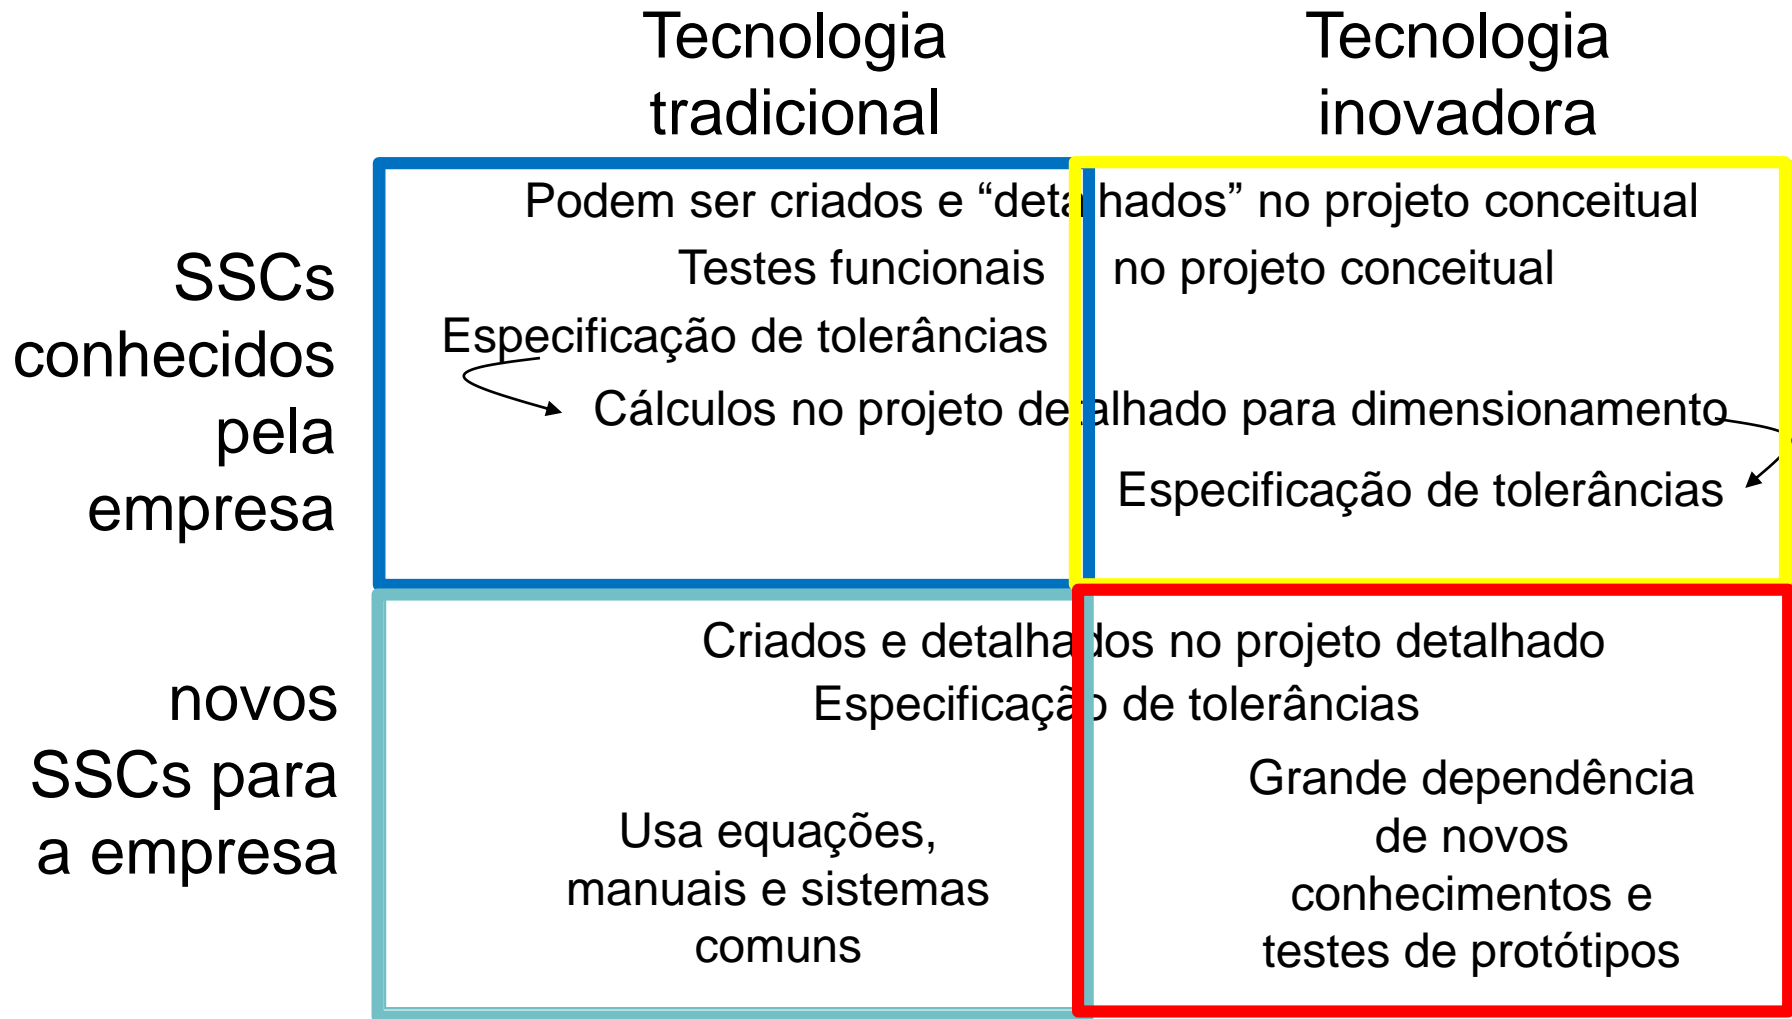 Tecnologia
tradicional
Tecnologia
inovadora
SSCs
conhecidos
pela
empresa
Podem ser criados e “detalhados” no projeto conceitual
Testes funcionais no projeto conceitual
Especificação de tolerâncias
Cálculos no projeto detalhado para dimensionamento
Especificação de tolerâncias
novos
SSCs para
a empresa
Criados e detalhados no projeto detalhado
Especificação de tolerâncias
Usa equações,
manuais e sistemas
comuns
Grande dependência
de novos
conhecimentos e
testes de protótipos